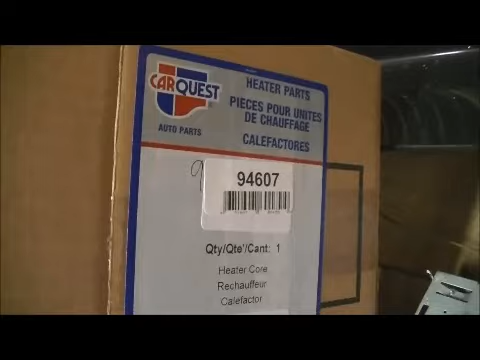 CARQUEST
AUTO PARTS
HEATER PARTS
PIECES POUR UNITES
DE CHAUFFAGE
CALEFACTORES
94607
Qty/Qte'/Cant: 1
Heater Core
Rechauffeur
Calefactor